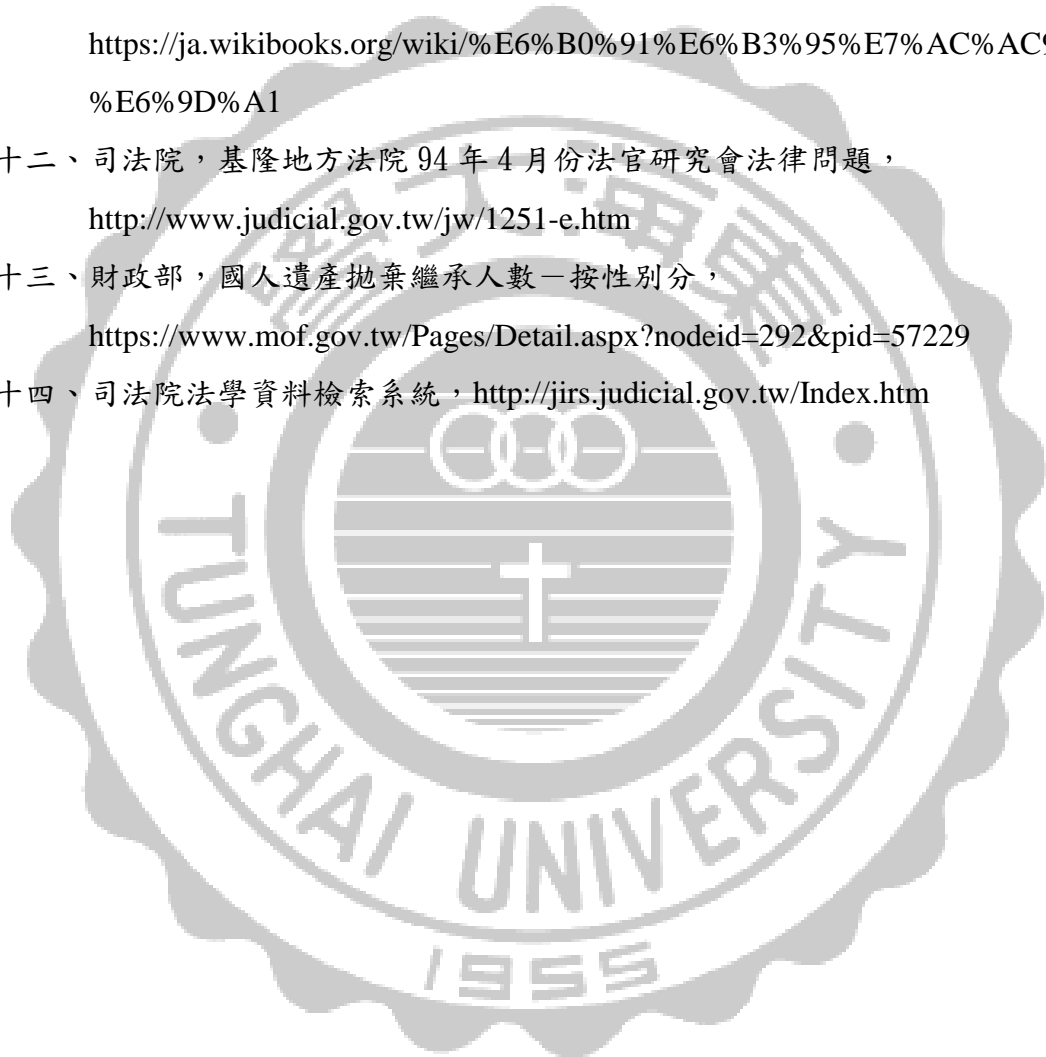 https://ja.wikibooks.org/wiki/%E6%B0%91%E6%B3%95%E7%AC%AC
%E6%9D%A1
十二、司法院，基隆地方法院 94 年 4 月份法官研究會法律問題，
http://www.judicial.gov.tw/jw/1251-e.htm
十三、財政部，國人遺產拋棄繼承人數－按性別分，
https://www.mof.gov.tw/Pages/Detail.aspx?nodeid=292&pid=57229
十四、司法院法學資料檢索系統，http://jirs.judicial.gov.tw/Index.htm
學大海東
TUNGHAI UNIVERSITY
1955